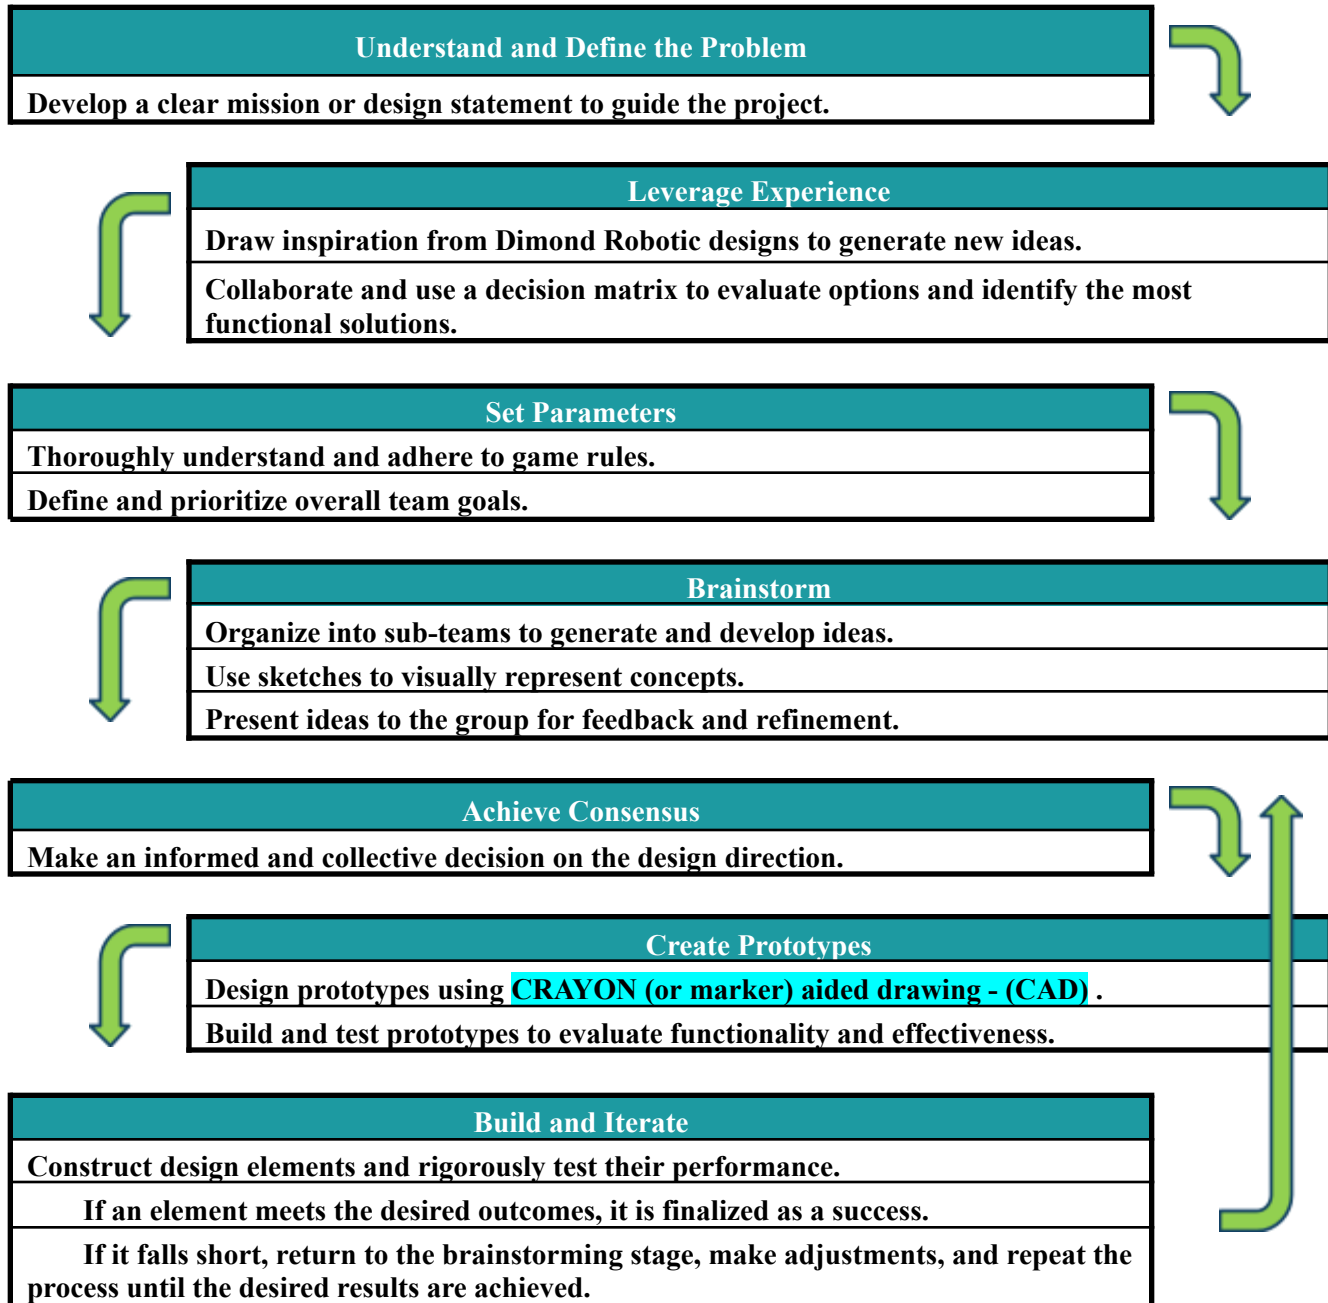 Understand and Define the Problem
Develop a clear mission or design statement to guide the project.
Leverage Experience
Draw inspiration from Dimond Robotic designs to generate new ideas.
Collaborate and use a decision matrix to evaluate options and identify the most
functional solutions.
Set Parameters
Thoroughly understand and adhere to game rules.
Define and prioritize overall team goals.
Brainstorm
Organize into sub-teams to generate and develop ideas.
Use sketches to visually represent concepts.
Present ideas to the group for feedback and refinement.
Achieve Consensus
Make an informed and collective decision on the design direction.
Create Prototypes
Design prototypes using CRAYON (or marker) aided drawing - (CAD) .
Build and test prototypes to evaluate functionality and effectiveness.
Build and Iterate
Construct design elements and rigorously test their performance.
If an element meets the desired outcomes, it is finalized as a success.
If it falls short, return to the brainstorming stage, make adjustments, and repeat the
process until the desired results are achieved.